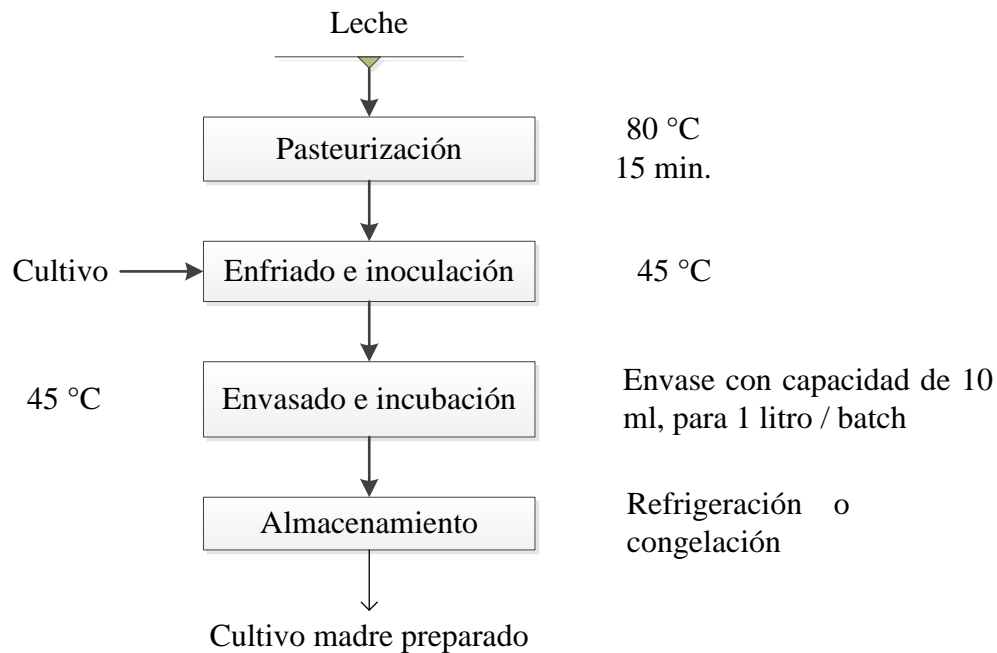 Leche
Pasteurización
80 °C
15 min.
Cultivo
Enfriado e inoculación
45 °C
45 °C
Envasado e incubación
Envase con capacidad de 10
ml, para 1 litro / batch
Almacenamiento
Refrigeración o
congelación
Cultivo madre preparado